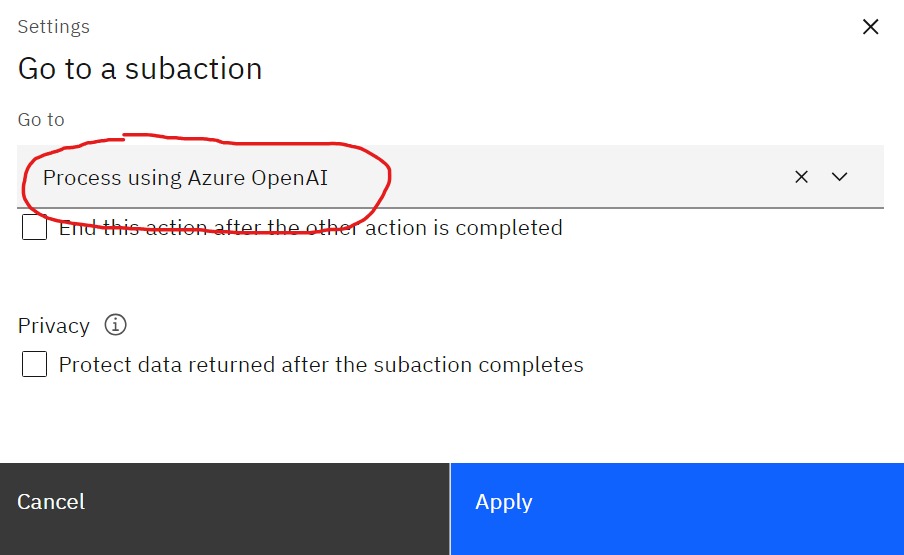 Settings
Go to a subaction
Go to
Process using Azure OpenAI
End this action after the other action is completed
Privacy
Protect data returned after the subaction completes
Cancel
Apply